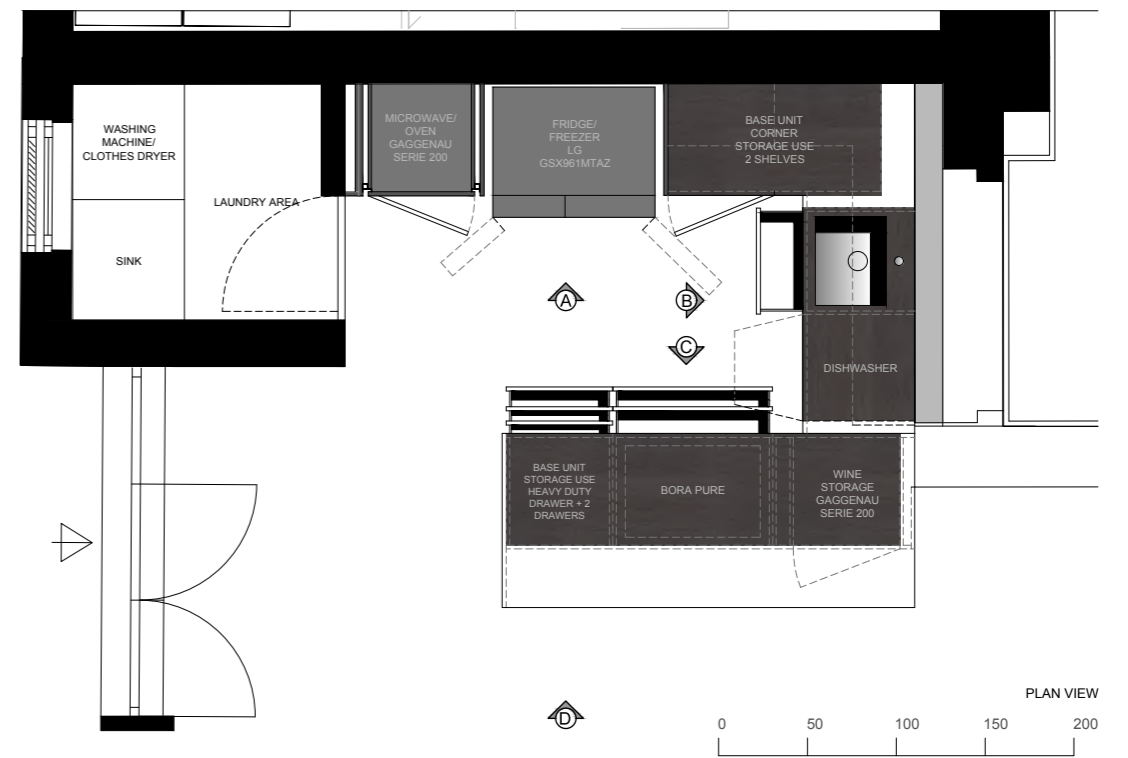 WASHING
MACHINE/
CLOTHES DRYER
SINK
LAUNDRY AREA
MICROWAVE/
OVEN
GAGGENAU
SERIE 200
FRIDGE/
FREEZER
LG
GSX961MTAZ
BASE UNIT
CORNER
STORAGE USE
2 SHELVES
A
B
C
DISHWASHER
BASE UNIT
STORAGE USE
HEAVY DUTY
DRAWER + 2
DRAWERS
BORA PURE
WINE
STORAGE
GAGGENAU
SERIE 200
D
PLAN VIEW
0 50 100 150 200